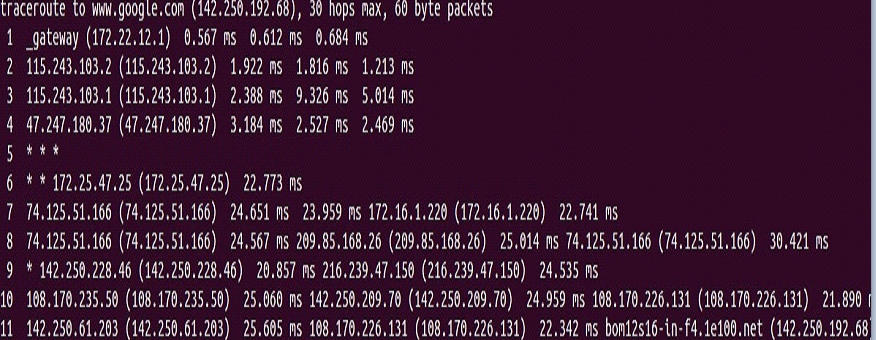 traceroute to www.google.com (142.250.192.68), 30 hops max, 60 byte packets
1 _gateway (172.22.12.1) 0.567 ms 0.612 ms 0.684 ms
2 115.243.103.2 (115.243.103.2) 1.922 ms 1.816 ms 1.213 ms
3 115.243.103.1 (115.243.103.1) 2.388 ms 9.326 ms 5.014 ms
4 47.247.180.37 (47.247.180.37) 3.184 ms 2.527 ms 2.469 ms
5 * * *
6 * * 172.25.47.25 (172.25.47.25) 22.773 ms
7 74.125.51.166 (74.125.51.166) 24.651 ms 23.959 ms 172.16.1.220 (172.16.1.220) 22.741 ms
8 74.125.51.166 (74.125.51.166) 24.567 ms 209.85.168.26 (209.85.168.26) 25.014 ms 74.125.51.166 (74.125.51.166) 30.421 ms
9 * 142.250.228.46 (142.250.228.46) 20.857 ms 216.239.47.150 (216.239.47.150) 24.535 ms
10 108.170.235.50 (108.170.235.50) 25.060 ms 142.250.209.70 (142.250.209.70) 24.959 ms 108.170.226.131 (108.170.226.131) 21.890
11 142.250.61.203 (142.250.61.203) 25.605 ms 108.170.226.131 (108.170.226.131) 22.342 ms bom12s16-in-f4.1e100.net (142.250.192.68